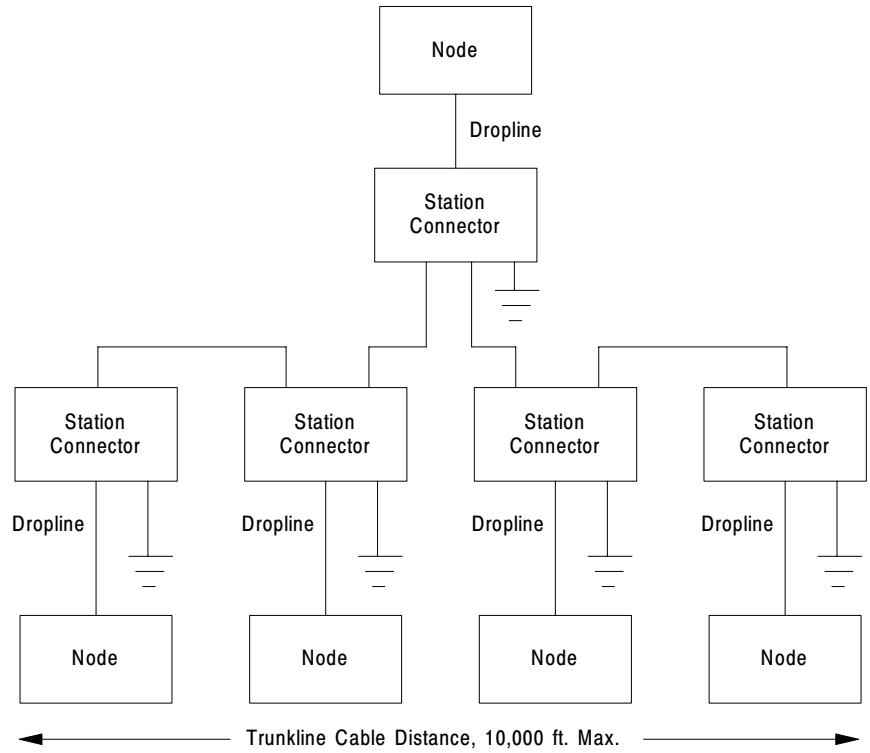 Node
Dropline
Station
Connector
Station
Connector
Station
Connector
Station
Connector
Station
Connector
Dropline
Dropline
Dropline
Dropline
Node
Node
Node
Node
Trunkline Cable Distance, 10,000 ft. Max.